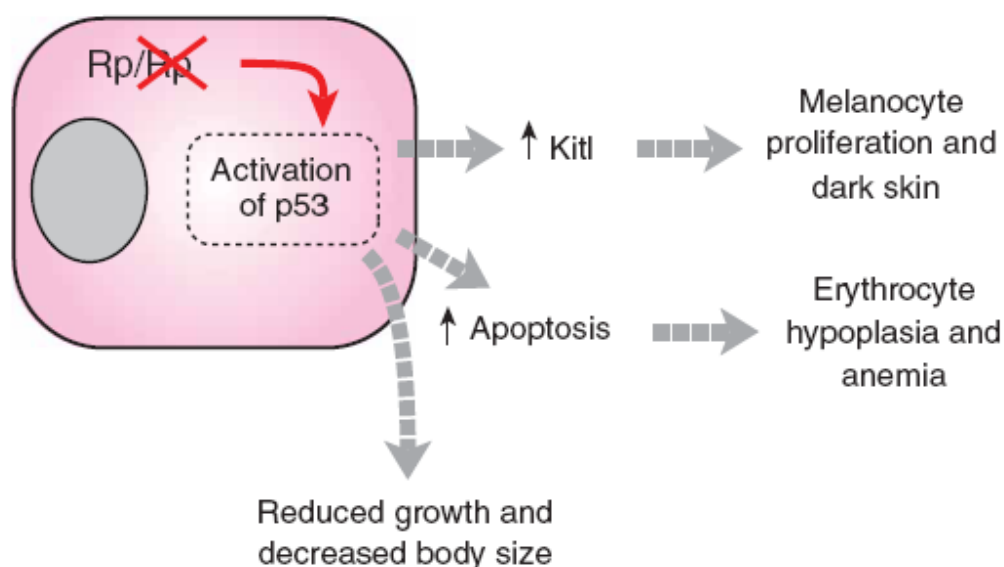 Rp/Rp
Activation
of p53
↑ Kitl
Melanocyte
proliferation and
dark skin
↑ Apoptosis
Erythrocyte
hypoplasia and
anemia
Reduced growth and
decreased body size